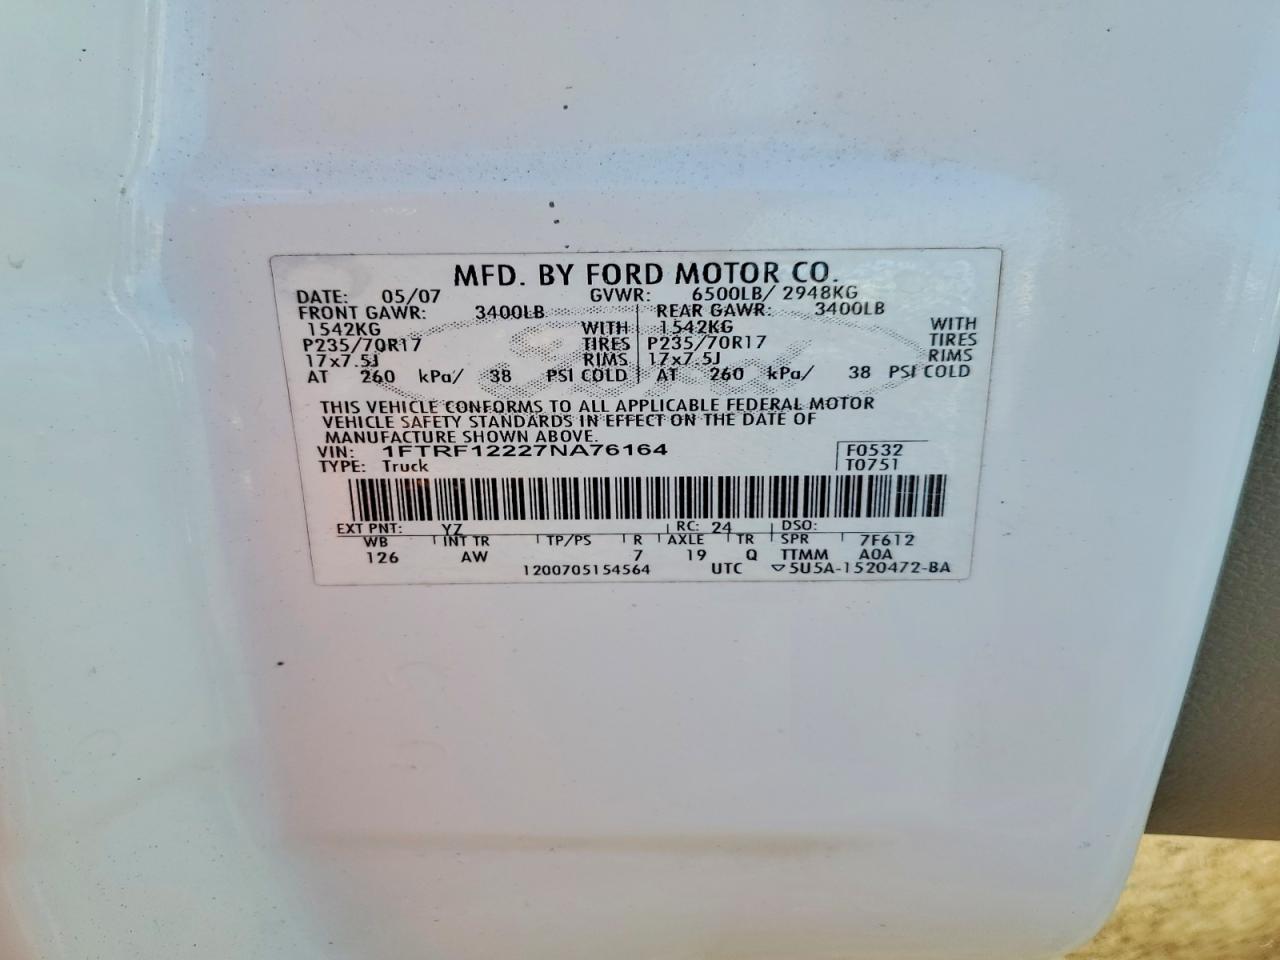 MFD. BY FORD MOTOR CO.
DATE: 05/07 GVWR: 6500LB/ 2948KG
FRONT GAWR: 3400LB REAR GAWR: 3400LB
1542KG WITH 1542KG WITH
P235/70R17 TIRES P235/70R17 TIRES
17x7.5J RIMS 17x7.5J RIMS
AT 260 kPa/ 38 PSI COLD AT 260 kPa/ 38 PSI COLD
THIS VEHICLE CONFORMS TO ALL APPLICABLE FEDERAL MOTOR
VEHICLE SAFETY STANDARDS IN EFFECT ON THE DATE OF
MANUFACTURE SHOWN ABOVE.
VIN: 1FTRF12227NA76164 F0532
TYPE: Truck T0751
EXT PNT: YZ RC: 24 DSO:
WB INT TR TP/PS R AXLE TR SPR 7F612
126 AW 7 19 Q TTMM A0A
1200705154564 UTC ▽5U5A-1520472-BA